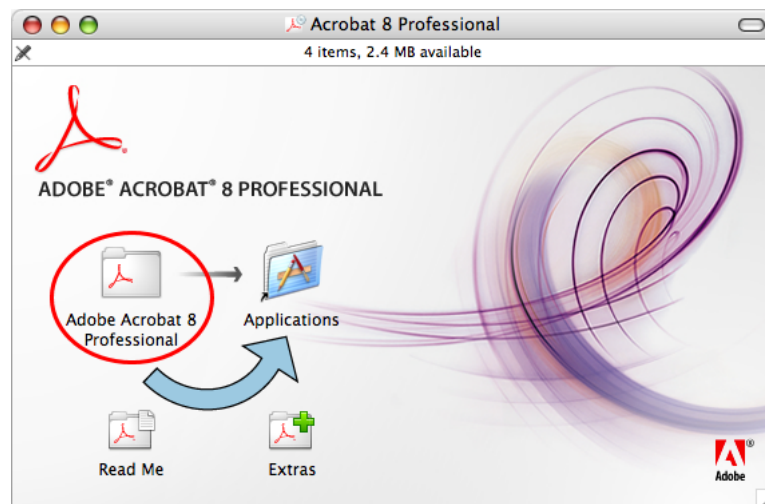 Acrobat 8 Professional
4 items, 2.4 MB available
ADOBE® ACROBAT® 8 PROFESSIONAL
Adobe Acrobat 8
Professional
Applications
Read Me
Extras
Adobe